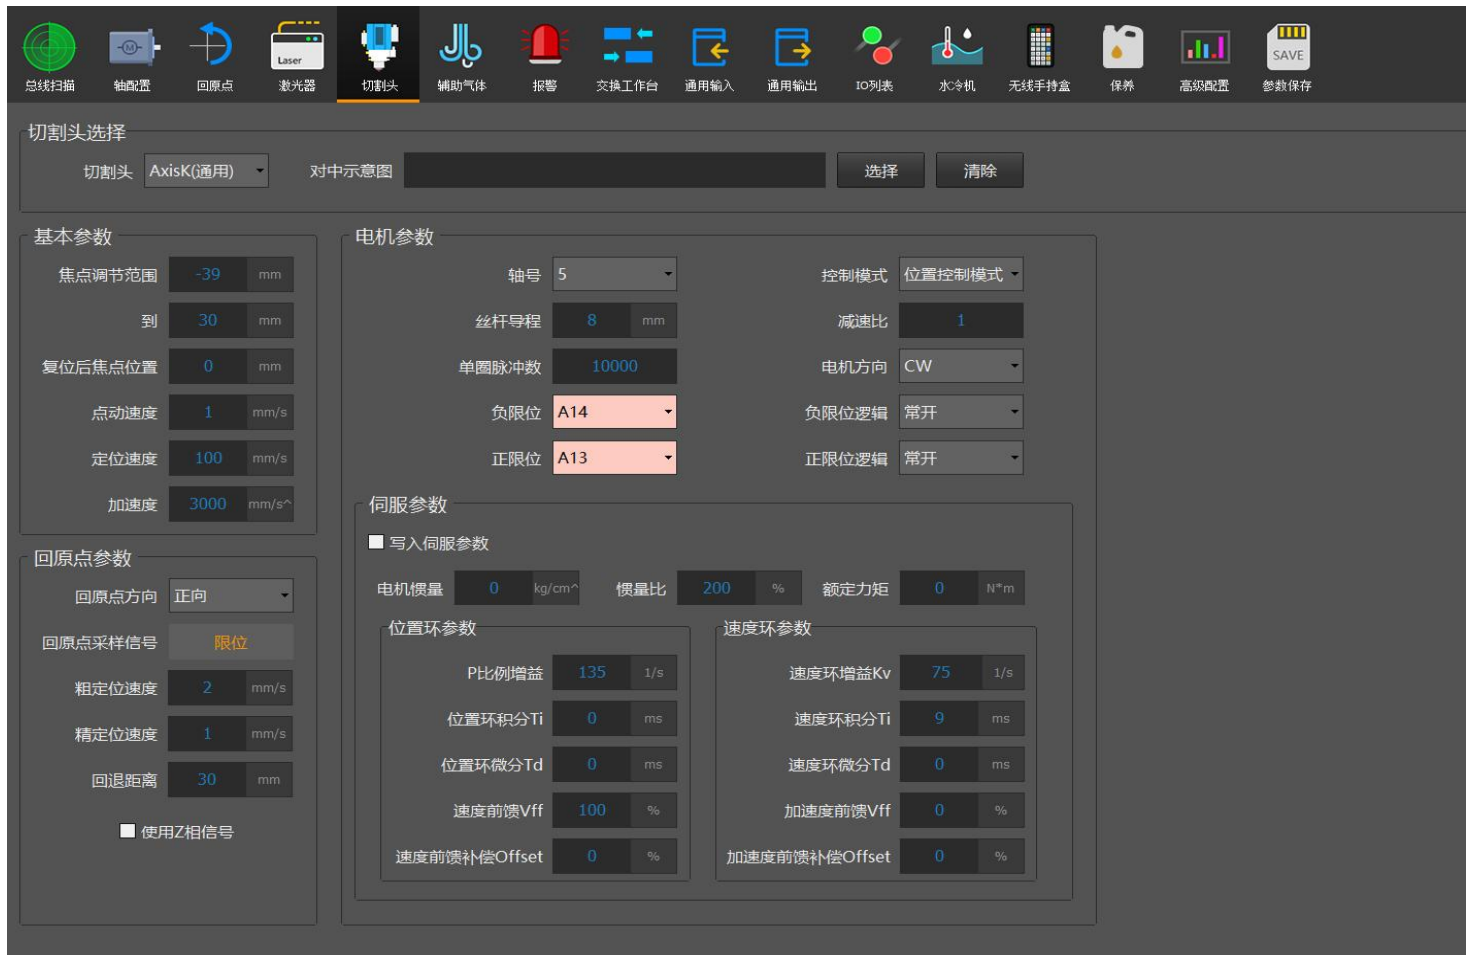 Laser
SAVE
总线扫描 轴配置 回原点 激光器 切割头 辅助气体 报警 交换工作台 通用输入 通用输出 IO列表 水冷机 无线手持盒 保养 高级配置 参数保存
切割头选择
切割头 AxisK(通用) 对中示意图 选择 清除
基本参数
焦点调节范围 -39 mm
到 30 mm
复位后焦点位置 0 mm
点动速度 1 mm/s
定位速度 100 mm/s
加速度 3000 mm/s^
回原点参数
回原点方向 正向
回原点采样信号 限位
粗定位速度 2 mm/s
精定位速度 1 mm/s
回退距离 30 mm
使用Z相信号
电机参数
轴号 5 控制模式 位置控制模式
丝杆导程 8 mm 减速比 1
单圈脉冲数 10000 电机方向 CW
负限位 A14 负限位逻辑 常开
正限位 A13 正限位逻辑 常开
伺服参数
写入伺服参数
电机惯量 0 kg/cm^ 惯量比 200 % 额定力矩 0 N*m
位置环参数
P比例增益 135 1/s
位置环积分Ti 0 ms
位置环微分Td 0 ms
速度前馈Vff 100 %
速度前馈补偿Offset 0 %
速度环参数
速度环增益Kv 75 1/s
速度环积分Ti 9 ms
速度环微分Td 0 ms
加速度前馈Vff 0 %
加速度前馈补偿Offset 0 %